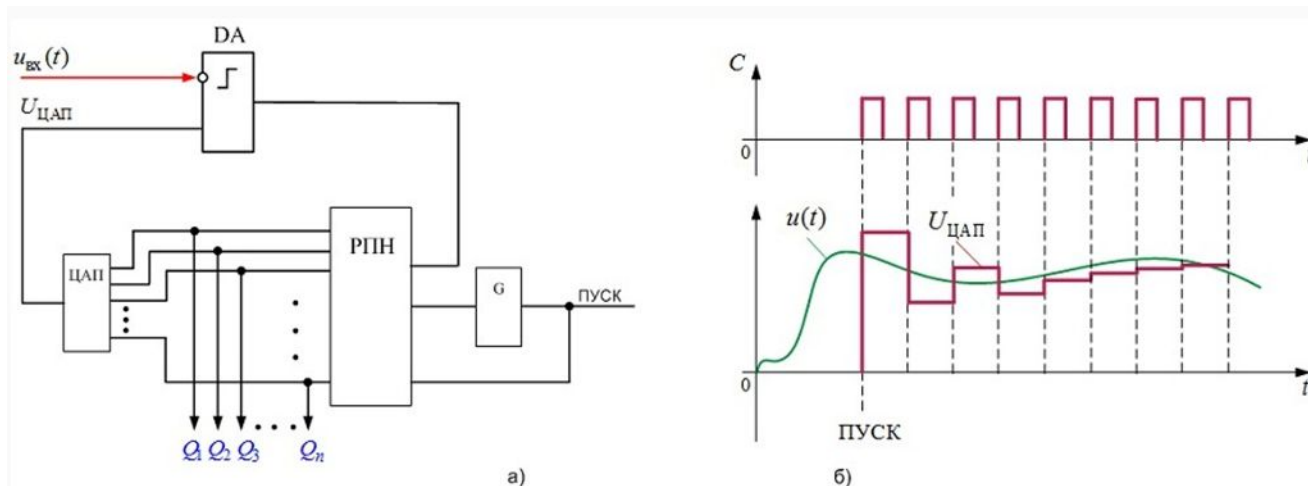 DA
u_вх(t)
U_ЦАП
РПН
ЦАП
G
ПУСК
Q1 Q2 Q3 Qn
а)
C
0
u(t)
U_ЦАП
0
t
ПУСК
б)